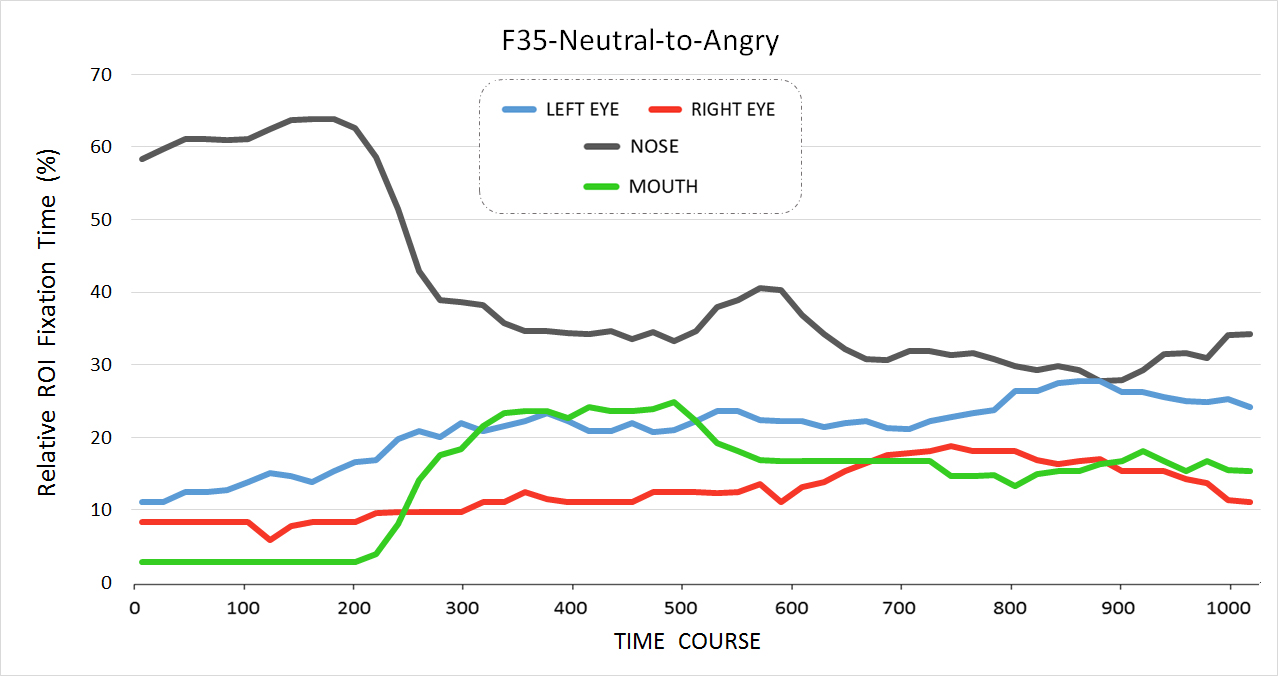 F35-Neutral-to-Angry
LEFT EYE RIGHT EYE
NOSE
MOUTH
Relative ROI Fixation Time (%)
70
60
50
40
30
20
10
0
0 100 200 300 400 500 600 700 800 900 1000
TIME COURSE